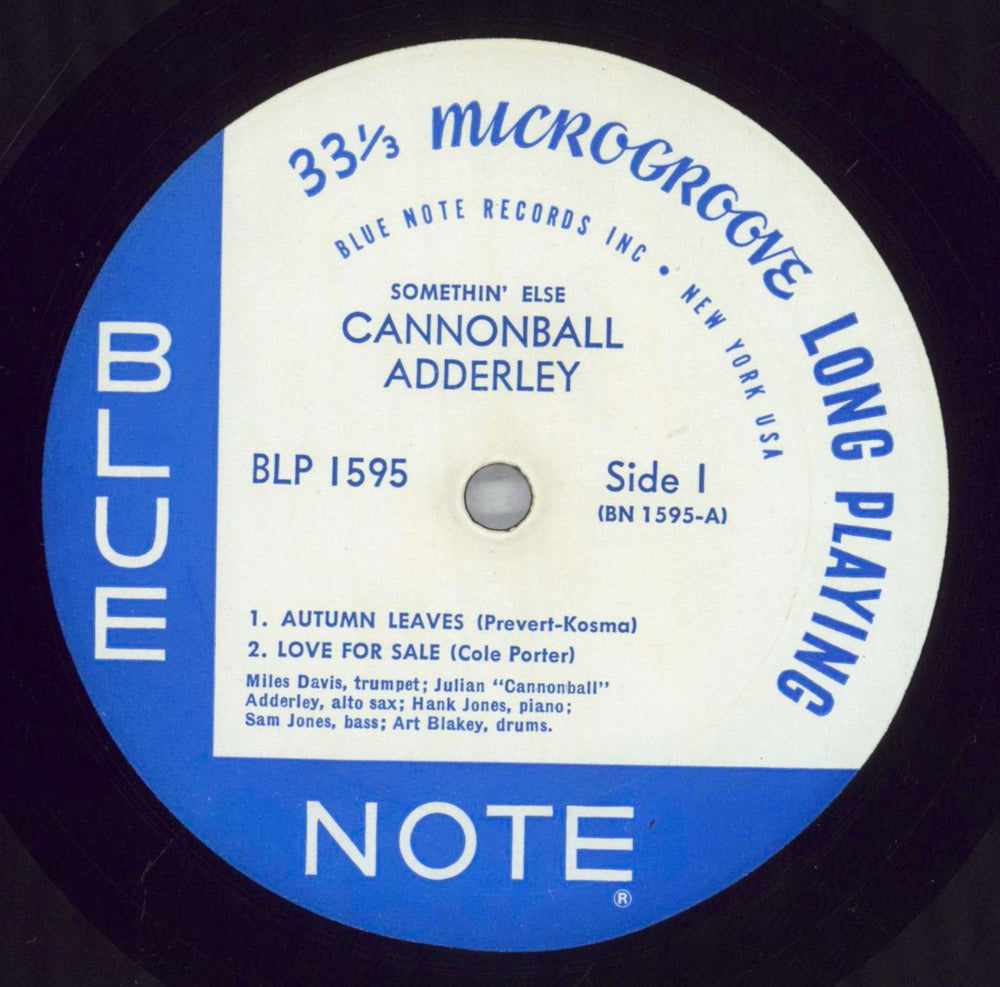 33⅓ MICROGROOVE LONG PLAYING
BLUE NOTE RECORDS INC • NEW YORK USA
SOMETHIN' ELSE
CANNONBALL
ADDERLEY
BLP 1595
Side 1
(BN 1595-A)
1. AUTUMN LEAVES (Prevert-Kosma)
2. LOVE FOR SALE (Cole Porter)
Miles Davis, trumpet; Julian "Cannonball"
Adderley, alto sax; Hank Jones, piano;
Sam Jones, bass; Art Blakey, drums.
BLUE
NOTE
®